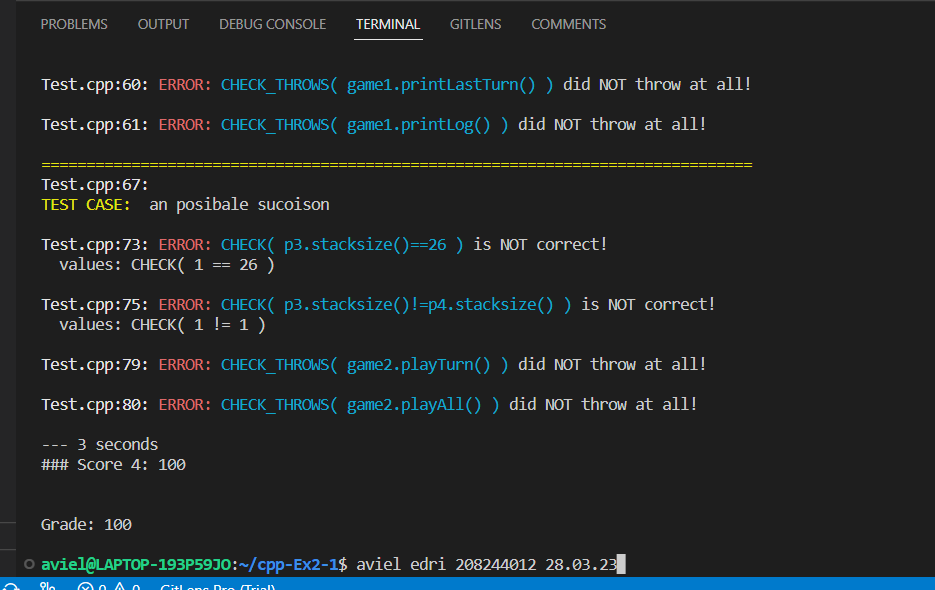 PROBLEMS OUTPUT DEBUG CONSOLE TERMINAL GITLENS COMMENTS
Test.cpp:60: ERROR: CHECK_THROWS( game1.printLastTurn() ) did NOT throw at all!
Test.cpp:61: ERROR: CHECK_THROWS( game1.printLog() ) did NOT throw at all!
===============================================================================
Test.cpp:67:
TEST CASE:  an posibale sucoison
Test.cpp:73: ERROR: CHECK( p3.stacksize()==26 ) is NOT correct!
  values: CHECK( 1 == 26 )
Test.cpp:75: ERROR: CHECK( p3.stacksize()!=p4.stacksize() ) is NOT correct!
  values: CHECK( 1 != 1 )
Test.cpp:79: ERROR: CHECK_THROWS( game2.playTurn() ) did NOT throw at all!
Test.cpp:80: ERROR: CHECK_THROWS( game2.playAll() ) did NOT throw at all!
--- 3 seconds
### Score 4: 100
Grade: 100
aviel@LAPTOP-193P59JO:~/cpp-Ex2-1$ aviel edri 208244012 28.03.23
0 0 GitLens Pro (Trial)